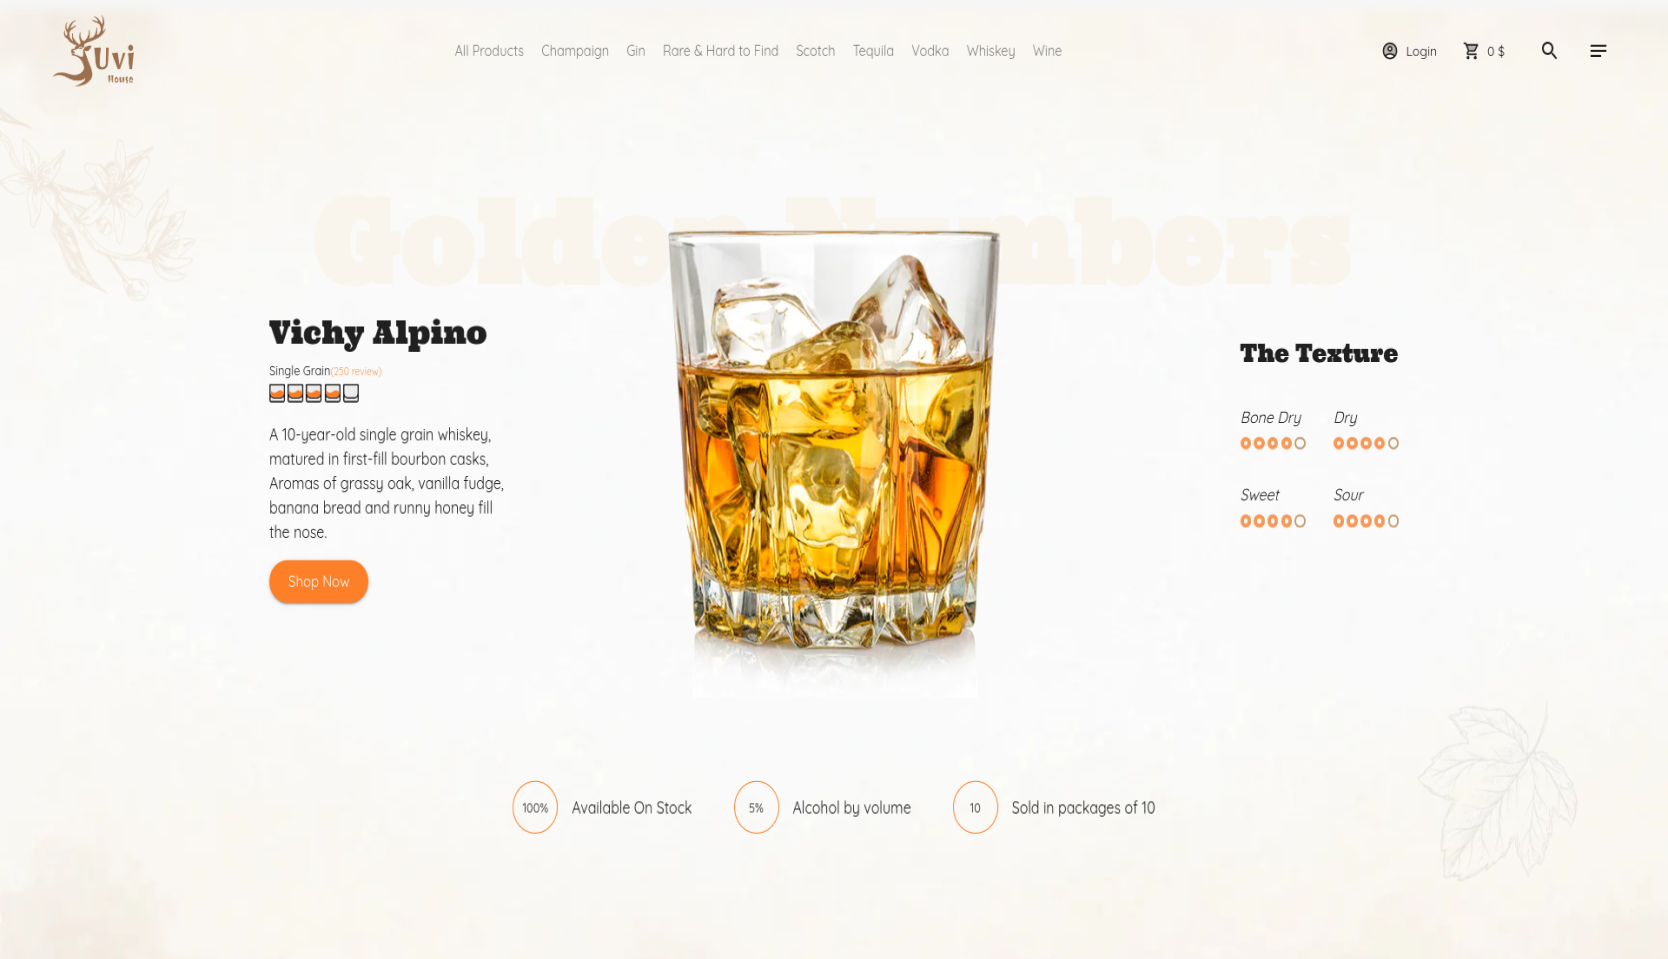 Uvi
House
All Products Champaign Gin Rare & Hard to Find Scotch Tequila Vodka Whiskey Wine
Login 0 $
Golden Numbers
Vichy Alpino
Single Grain(250 review)
A 10-year-old single grain whiskey,
matured in first-fill bourbon casks,
Aromas of grassy oak, vanilla fudge,
banana bread and runny honey fill
the nose.
Shop Now
The Texture
Bone Dry Dry
Sweet Sour
100% Available On Stock 5% Alcohol by volume 10 Sold in packages of 10